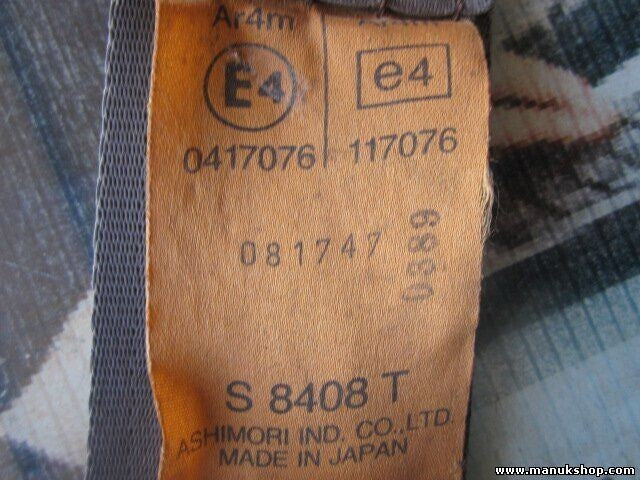 Ar4m
E4 e4
0417076 117076
081747
0389
S 8408 T
ASHIMORI IND. CO.,LTD.
MADE IN JAPAN
www.manukshop.com